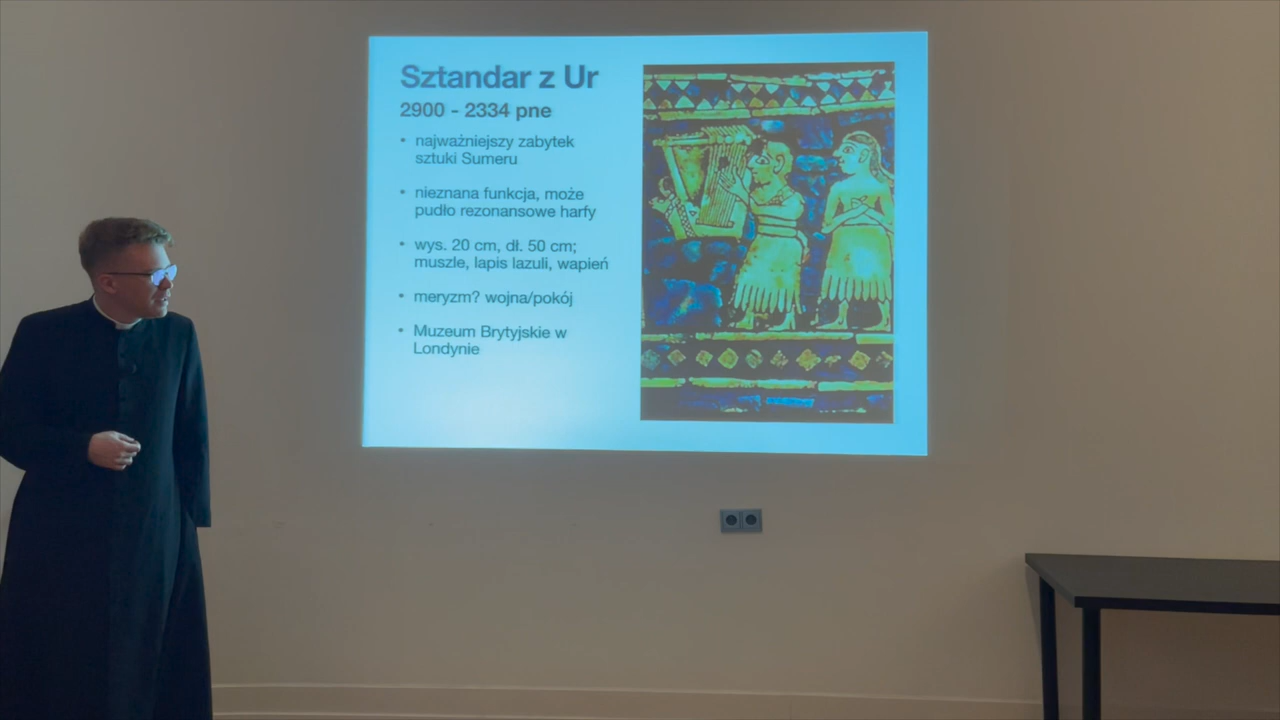 Sztandar z Ur
2900 - 2334 pne
• najważniejszy zabytek
sztuki Sumeru
• nieznana funkcja, może
pudło rezonansowe harfy
• wys. 20 cm, dł. 50 cm;
muszle, lapis lazuli, wapień
• meryzm? wojna/pokój
• Muzeum Brytyjskie w
Londynie